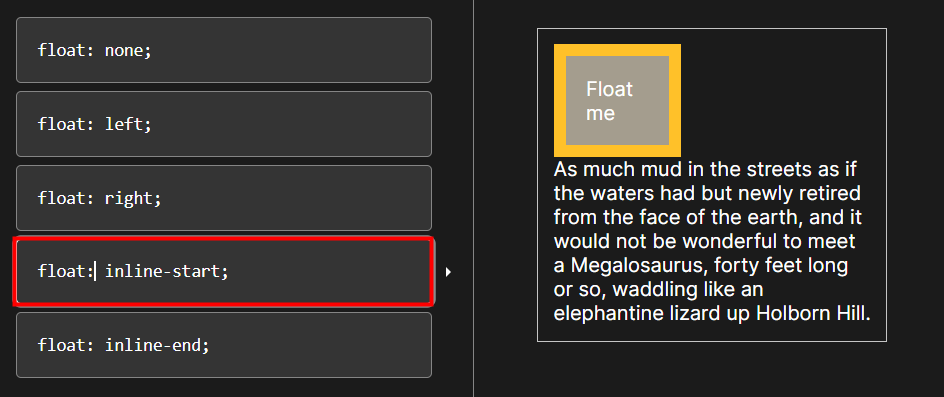 float: none;
float: left;
float: right;
float: inline-start;
float: inline-end;
Float
me
As much mud in the streets as if
the waters had but newly retired
from the face of the earth, and it
would not be wonderful to meet
a Megalosaurus, forty feet long
or so, waddling like an
elephantine lizard up Holborn Hill.